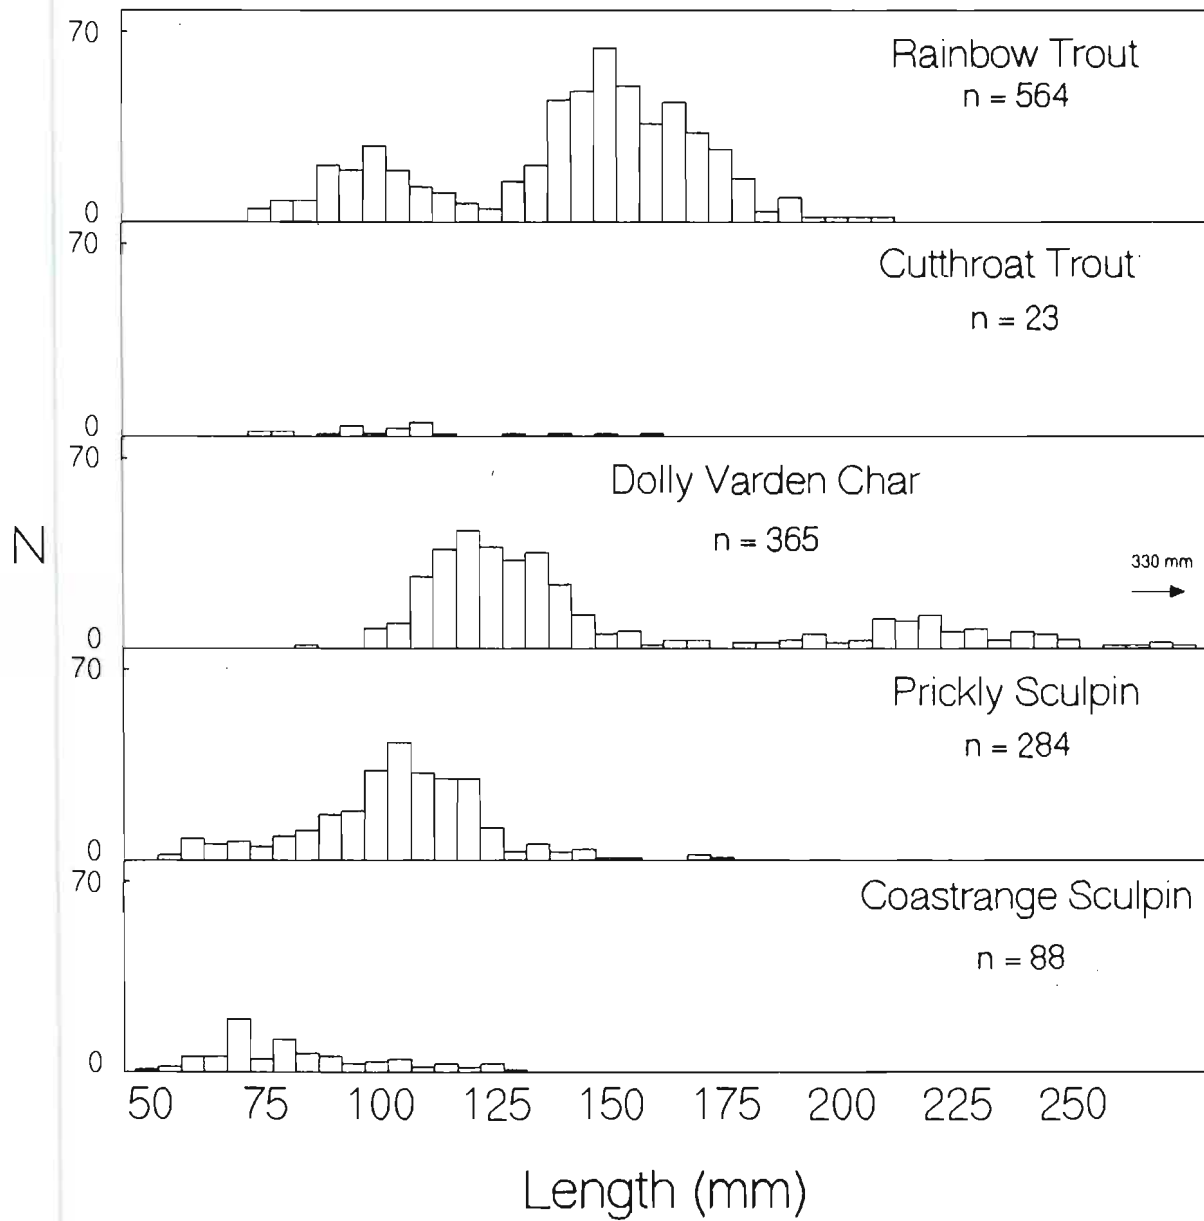 70
Rainbow Trout
n = 564
0
70
Cutthroat Trout
n = 23
0
70
Dolly Varden Char
n = 365
N
330 mm
0
70
Prickly Sculpin
n = 284
0
70
Coastrange Sculpin
n = 88
0
50 75 100 125 150 175 200 225 250
Length (mm)